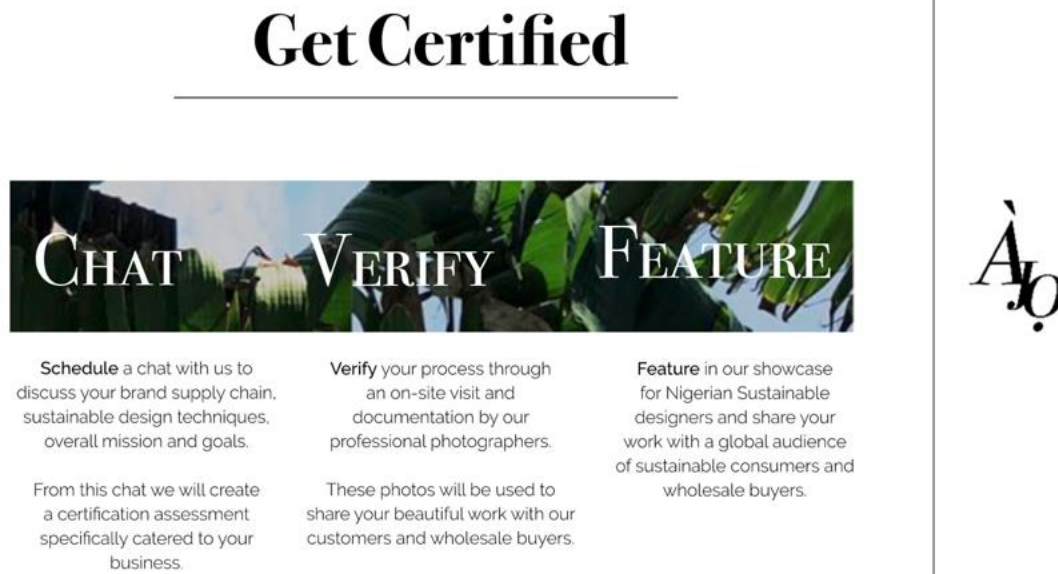 Get Certified
CHAT
VERIFY
FEATURE
Schedule a chat with us to
discuss your brand supply chain,
sustainable design techniques,
overall mission and goals.
From this chat we will create
a certification assessment
specifically catered to your
business.
Verify your process through
an on-site visit and
documentation by our
professional photographers.
These photos will be used to
share your beautiful work with our
customers and wholesale buyers.
Feature in our showcase
for Nigerian Sustainable
designers and share your
work with a global audience
of sustainable consumers and
wholesale buyers.
ÀJỌ